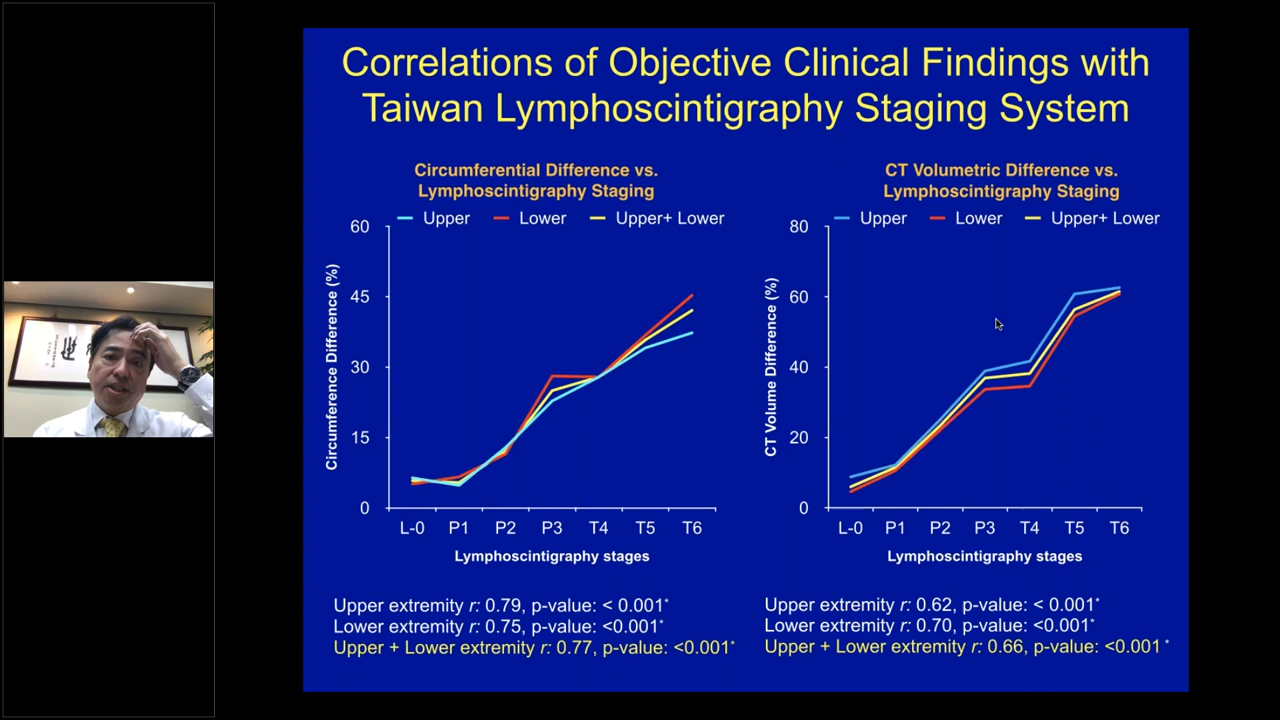 Correlations of Objective Clinical Findings with
Taiwan Lymphoscintigraphy Staging System
Circumferential Difference vs.
Lymphoscintigraphy Staging
Upper Lower Upper+ Lower
60
45
30
15
0
Circumference Difference (%)
L-0 P1 P2 P3 T4 T5 T6
Lymphoscintigraphy stages
Upper extremity r: 0.79, p-value: < 0.001*
Lower extremity r: 0.75, p-value: <0.001*
Upper + Lower extremity r: 0.77, p-value: <0.001*
CT Volumetric Difference vs.
Lymphoscintigraphy Staging
Upper Lower Upper+ Lower
80
60
40
20
0
CT Volume Difference (%)
L-0 P1 P2 P3 T4 T5 T6
Lymphoscintigraphy stages
Upper extremity r: 0.62, p-value: < 0.001*
Lower extremity r: 0.70, p-value: <0.001*
Upper + Lower extremity r: 0.66, p-value: <0.001 *